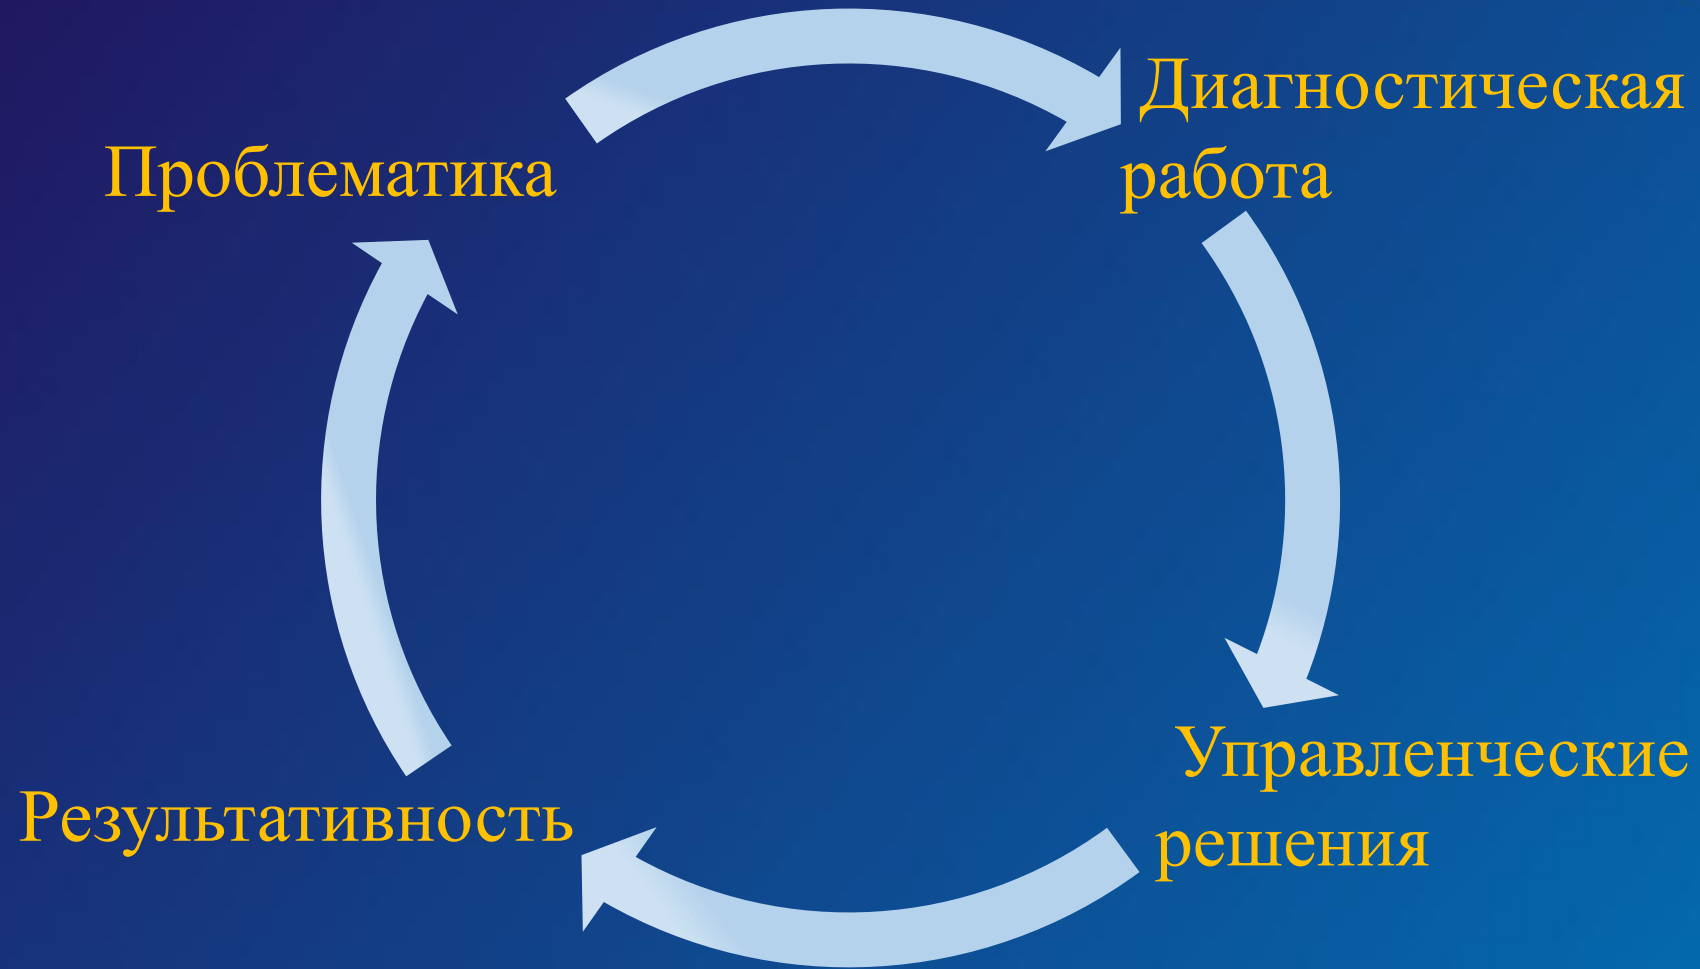 Проблематика
Диагностическая
работа
Управленческие
решения
Результативность